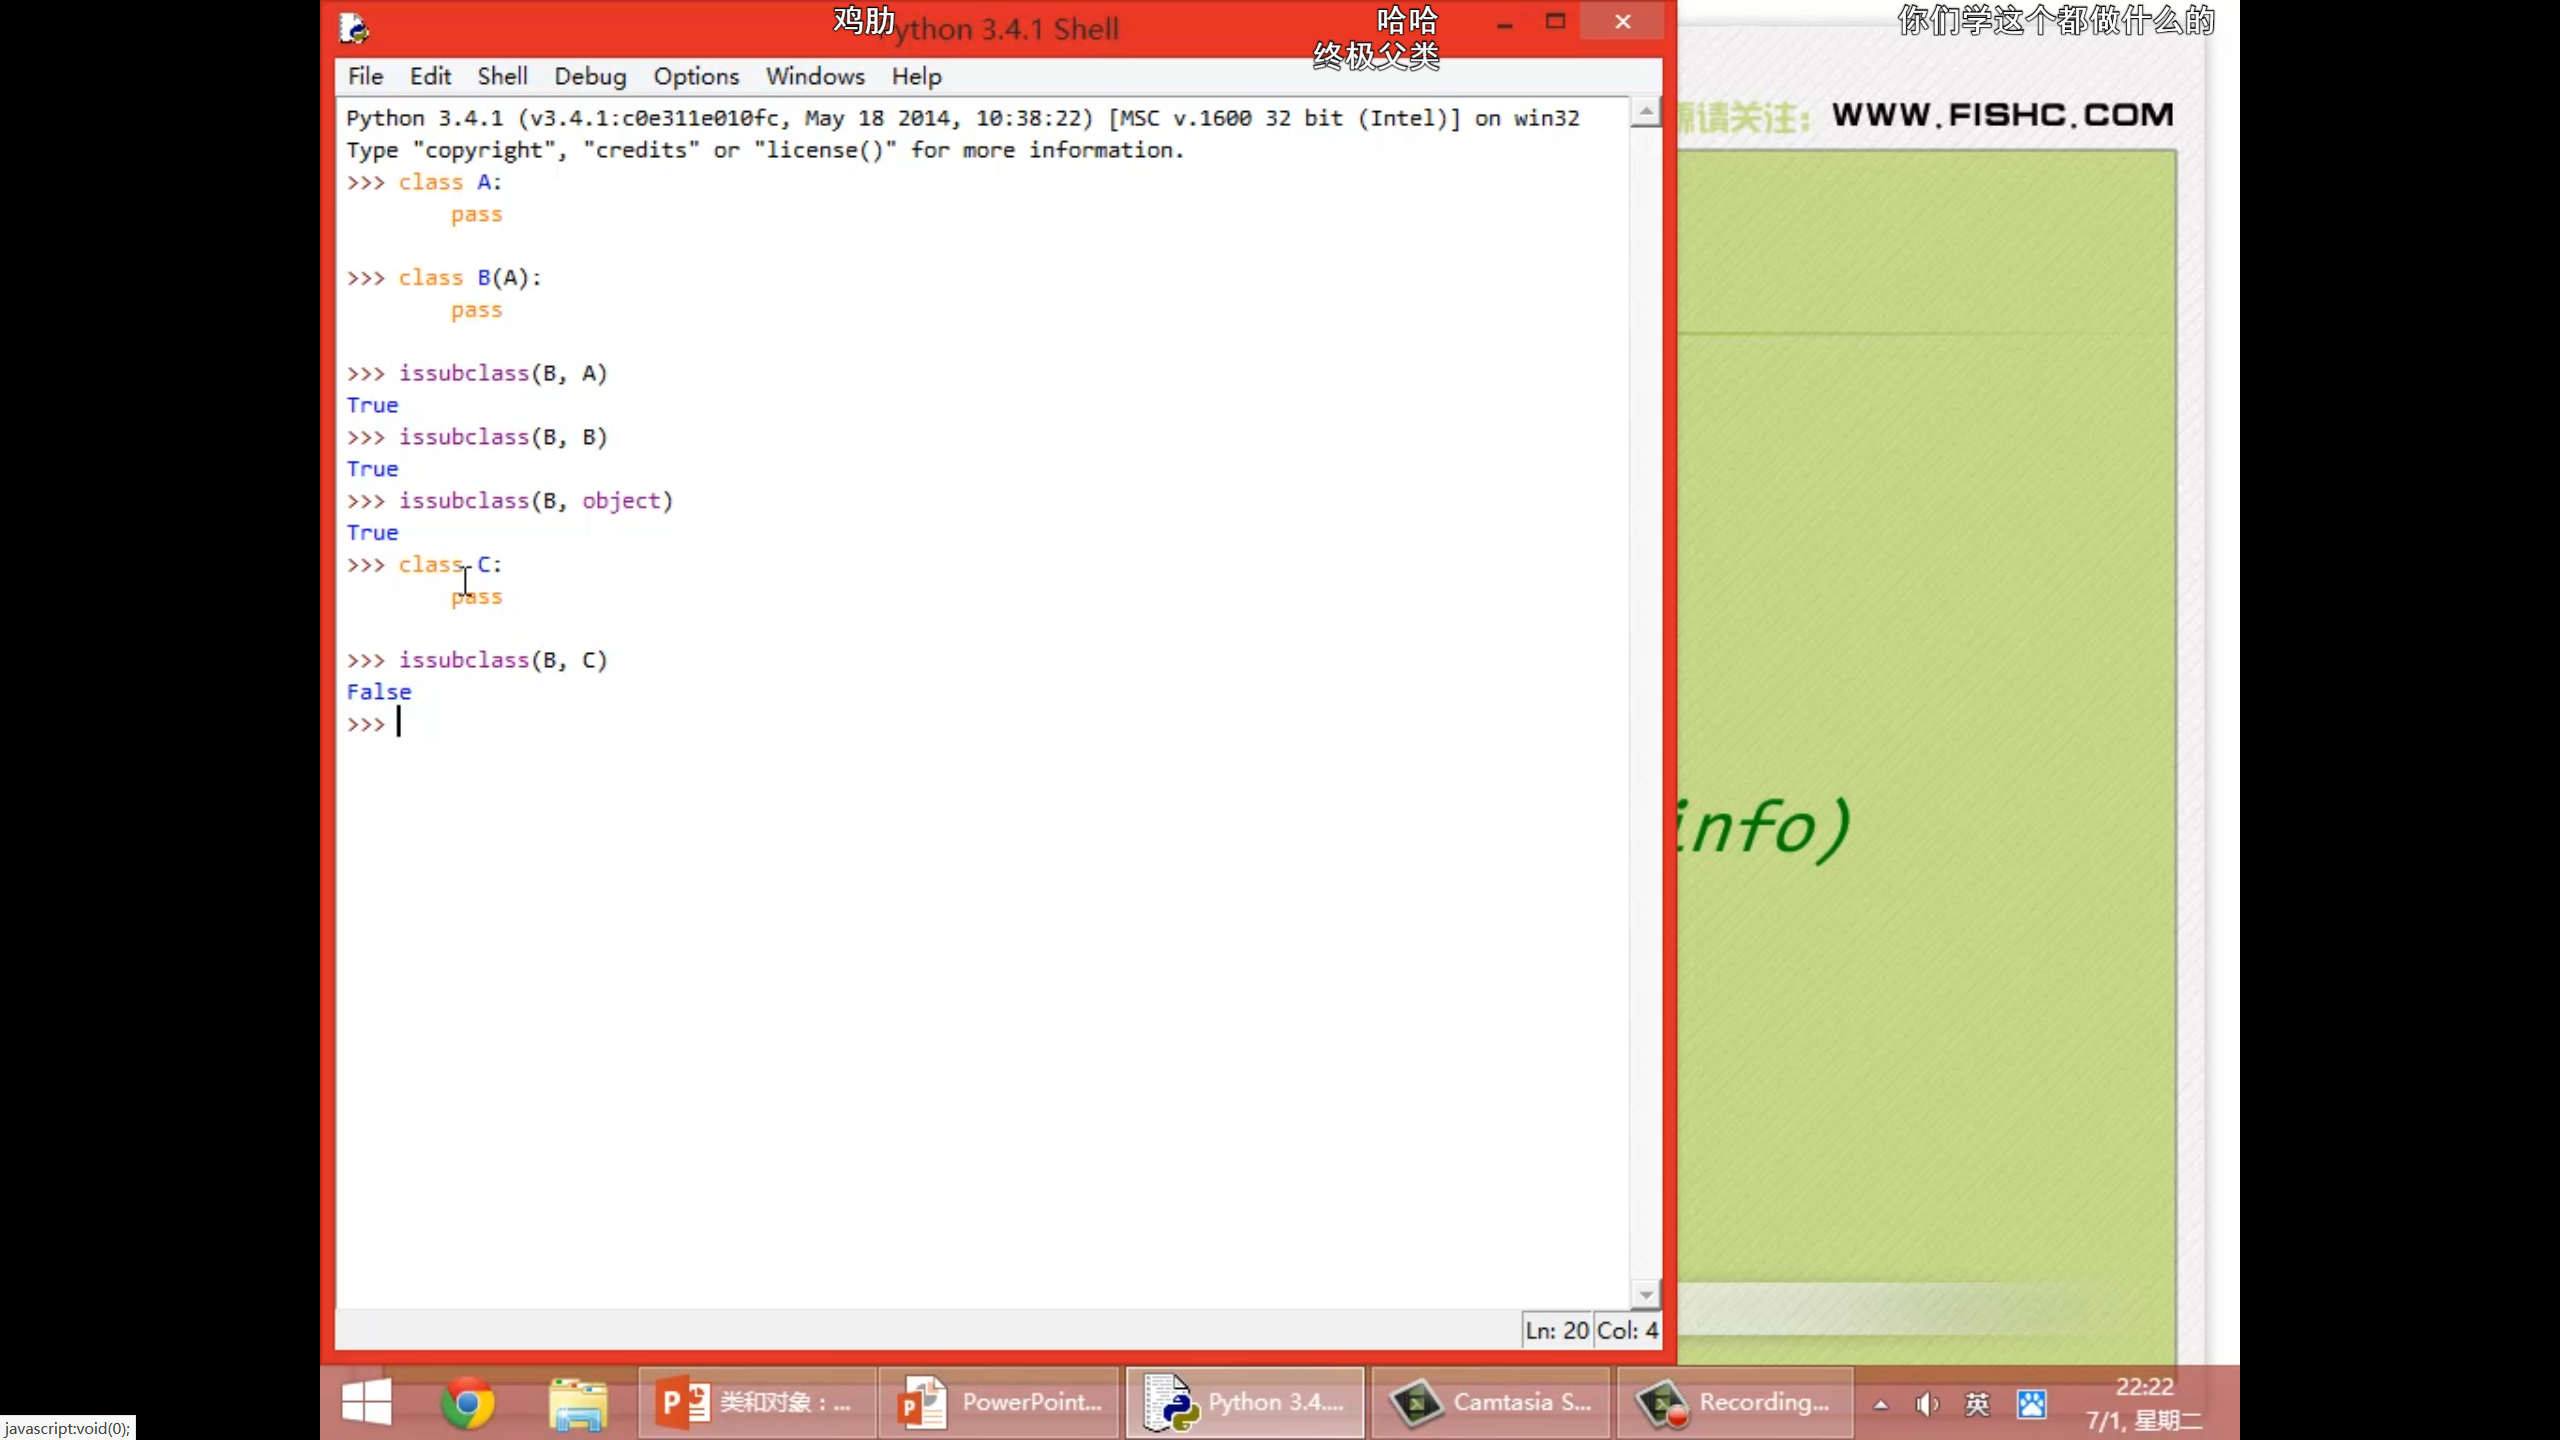 鸡肋
哈哈
你们学这个都做什么的
终极父类
Python 3.4.1 Shell
File Edit Shell Debug Options Windows Help
Python 3.4.1 (v3.4.1:c0e311e010fc, May 18 2014, 10:38:22) [MSC v.1600 32 bit (Intel)] on win32
Type "copyright", "credits" or "license()" for more information.
>>> class A:
        pass
>>> class B(A):
        pass
>>> issubclass(B, A)
True
>>> issubclass(B, B)
True
>>> issubclass(B, object)
True
>>> class C:
        pass
>>> issubclass(B, C)
False
>>>
源请关注：WWW.FISHC.COM
info)
Ln: 20 Col: 4
类和对象：...
PowerPoint...
Python 3.4....
Camtasia S...
Recording...
英
22:22
7/1, 星期二
javascript:void(0);